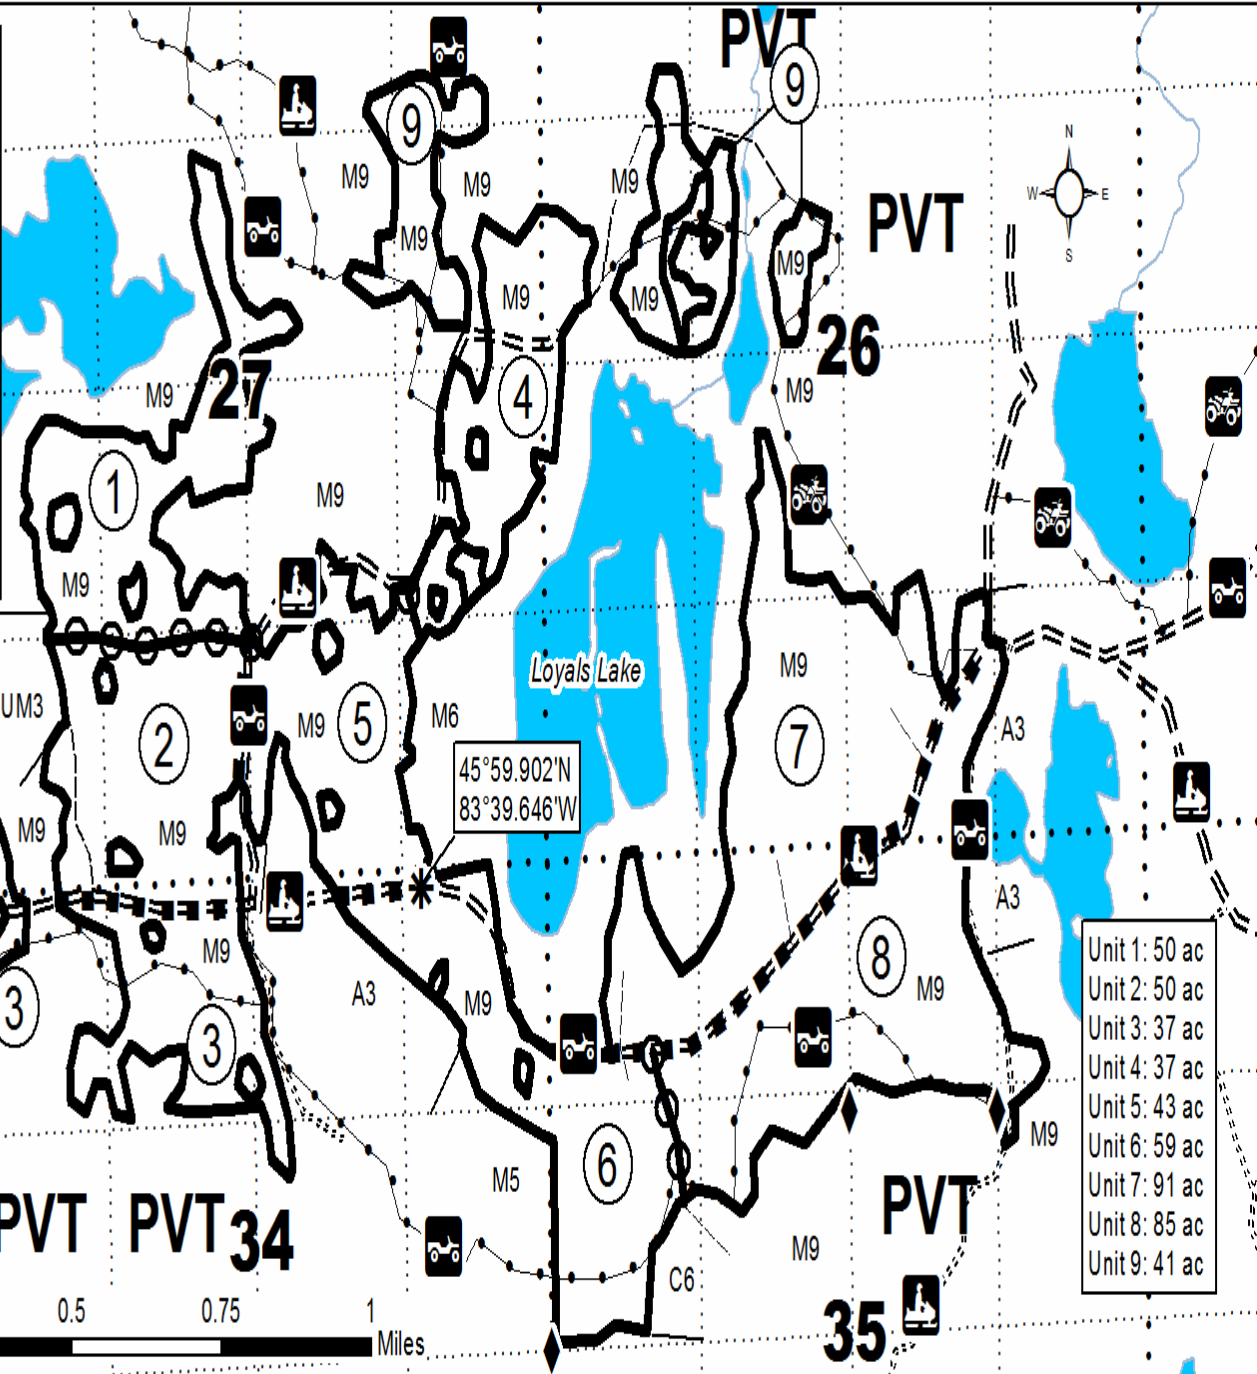 PVT
9
9
N
M9
M9
M9
W E
PVT
S
M9
M9
M9
M9
26
27
M9
4
M9
1
M9
M9
Loyals Lake
M9
UM3
M9
5
M6
A3
2
7
45°59.902'N
83°39.646'W
M9
M9
A3
M9
8
Unit 1: 50 ac
Unit 2: 50 ac
Unit 3: 37 ac
Unit 4: 37 ac
Unit 5: 43 ac
Unit 6: 59 ac
Unit 7: 91 ac
Unit 8: 85 ac
Unit 9: 41 ac
A3
M9
M9
3
3
M9
6
M5
PVT
PVT
PVT
34
M9
C6
0.5
0.75
1
Miles
35